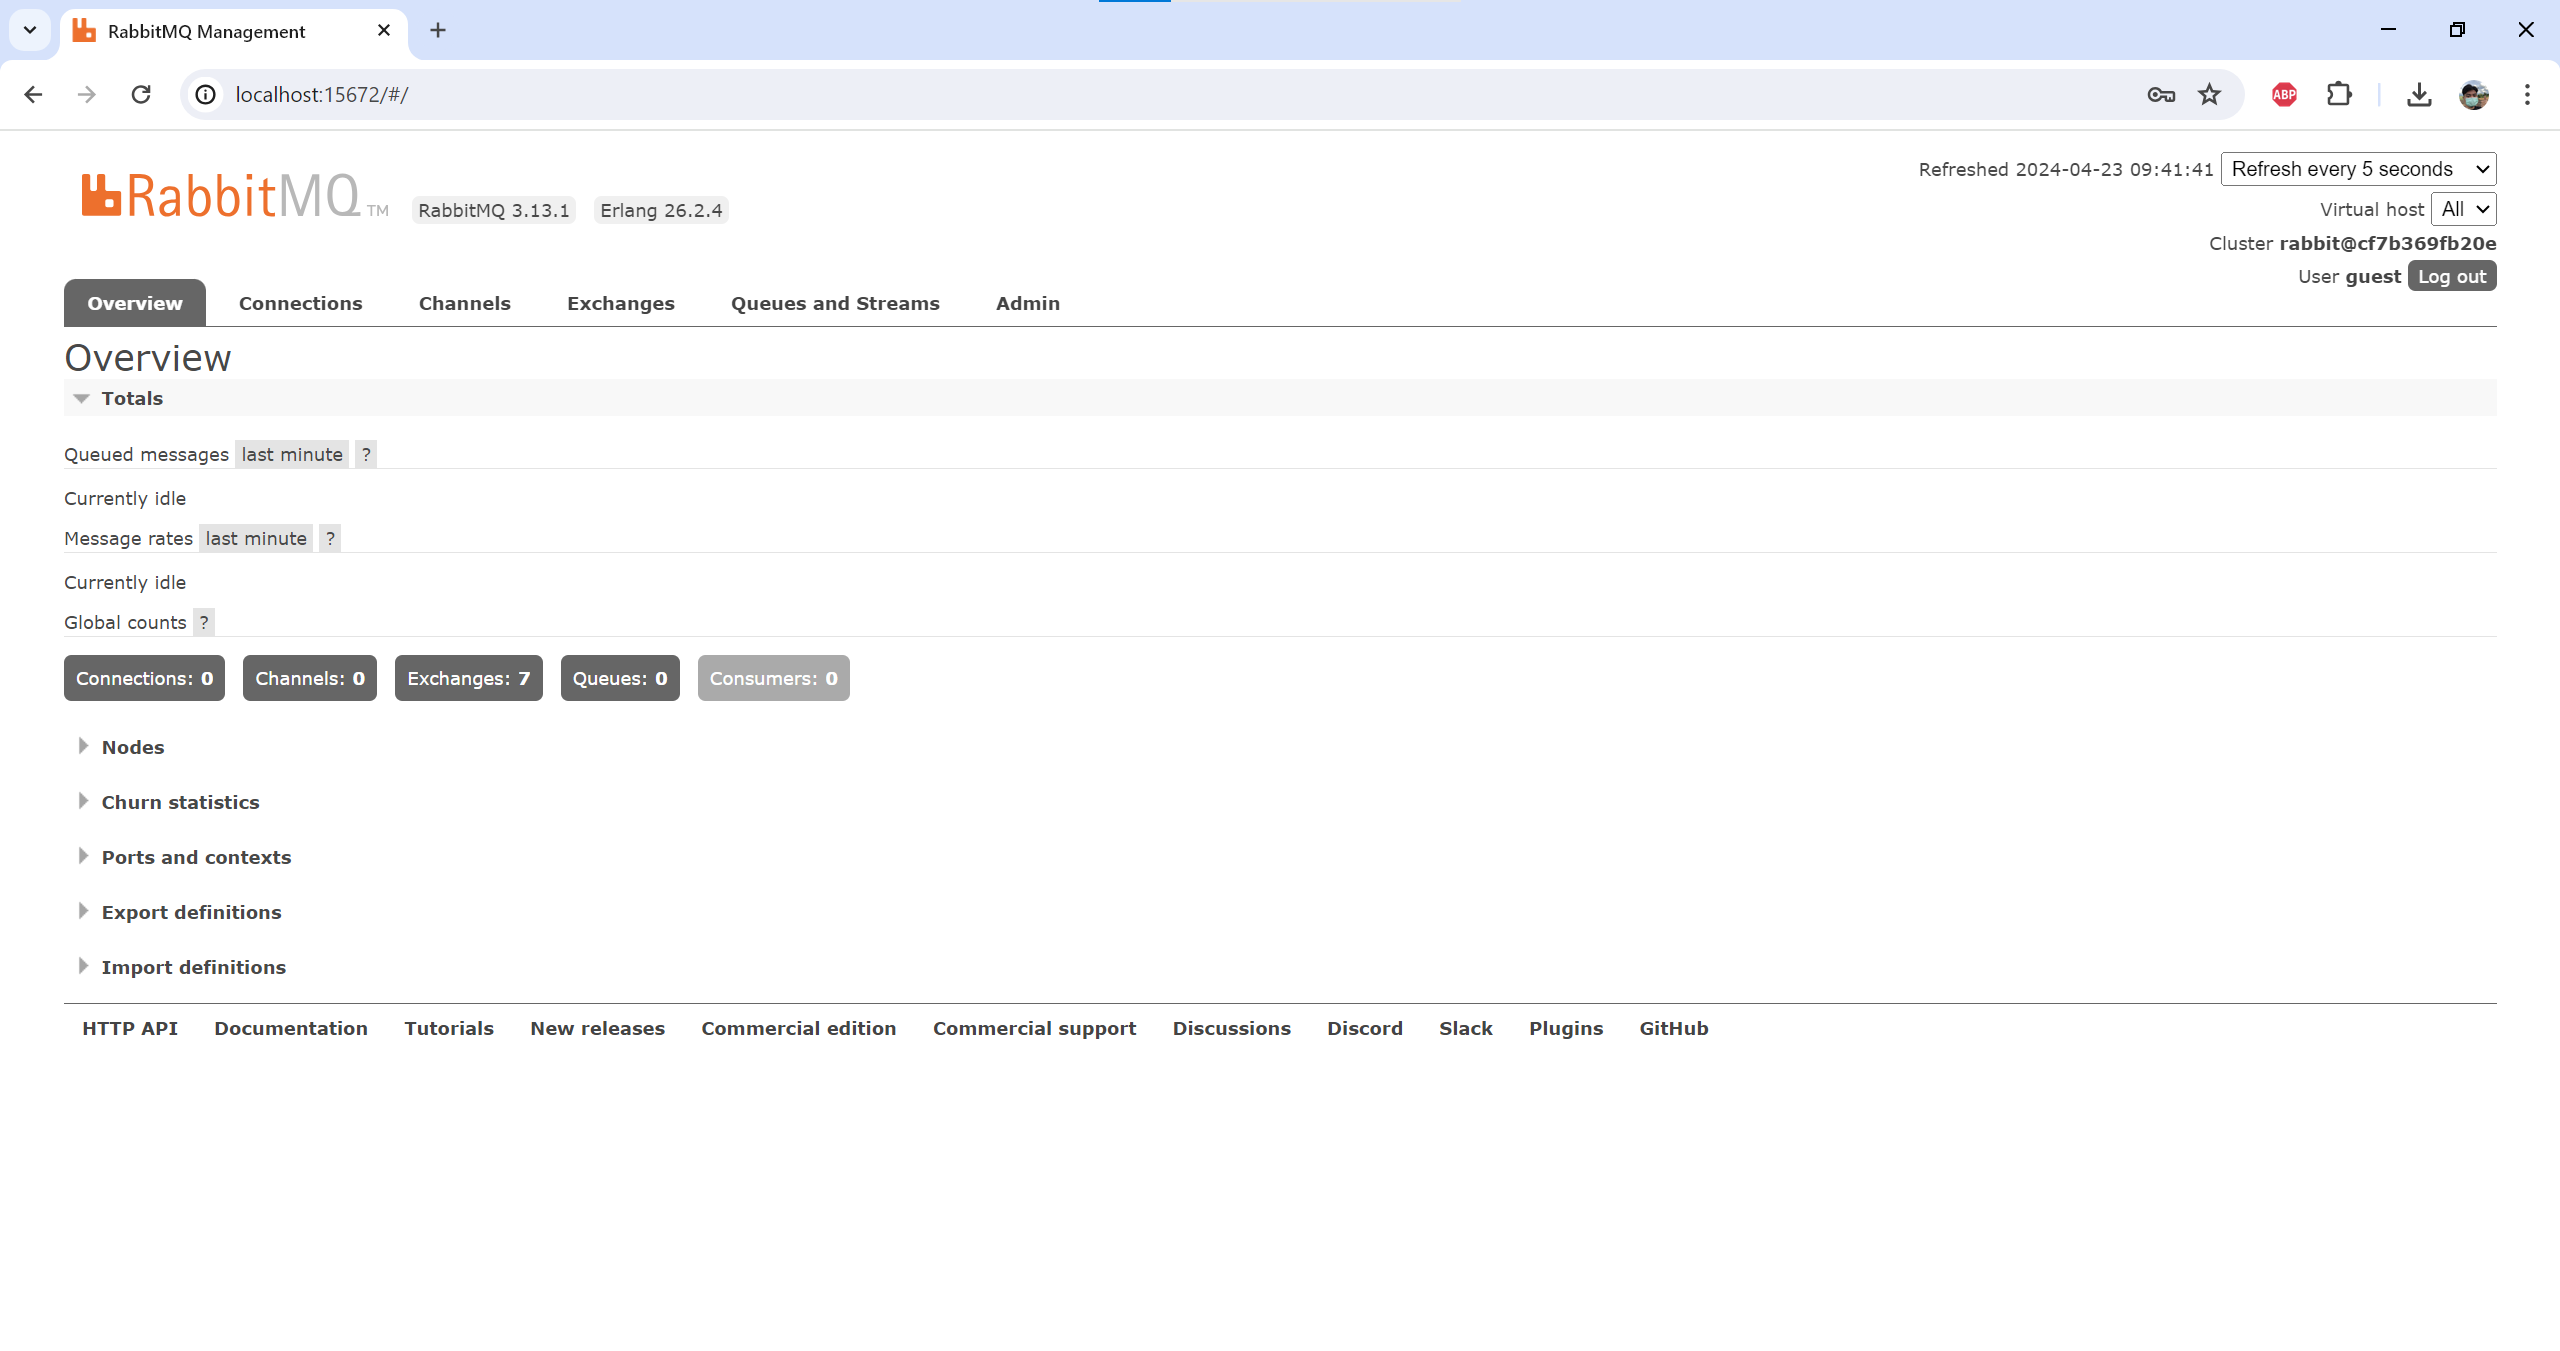 RabbitMQ Management
localhost:15672/#/
ABP
RabbitMQ TM RabbitMQ 3.13.1 Erlang 26.2.4
Refreshed 2024-04-23 09:41:41 Refresh every 5 seconds
Virtual host All
Cluster rabbit@cf7b369fb20e
User guest Log out
Overview Connections Channels Exchanges Queues and Streams Admin
Overview
Totals
Queued messages last minute ?
Currently idle
Message rates last minute ?
Currently idle
Global counts ?
Connections: 0 Channels: 0 Exchanges: 7 Queues: 0 Consumers: 0
Nodes
Churn statistics
Ports and contexts
Export definitions
Import definitions
HTTP API Documentation Tutorials New releases Commercial edition Commercial support Discussions Discord Slack Plugins GitHub